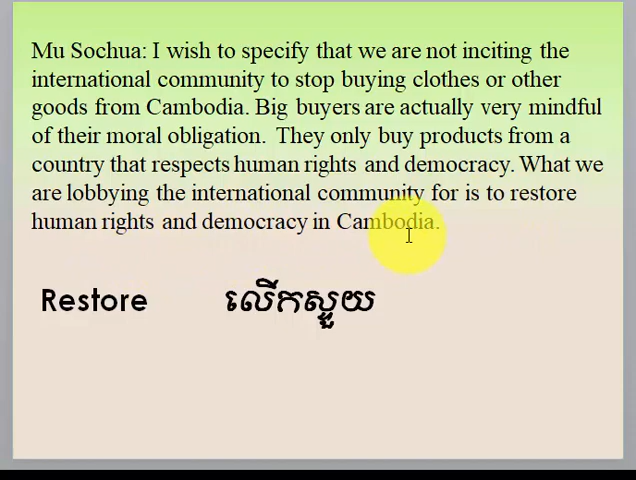 Mu Sochua: I wish to specify that we are not inciting the
international community to stop buying clothes or other
goods from Cambodia. Big buyers are actually very mindful
of their moral obligation. They only buy products from a
country that respects human rights and democracy. What we
are lobbying the international community for is to restore
human rights and democracy in Cambodia.
Restore លើកស្ទួយ